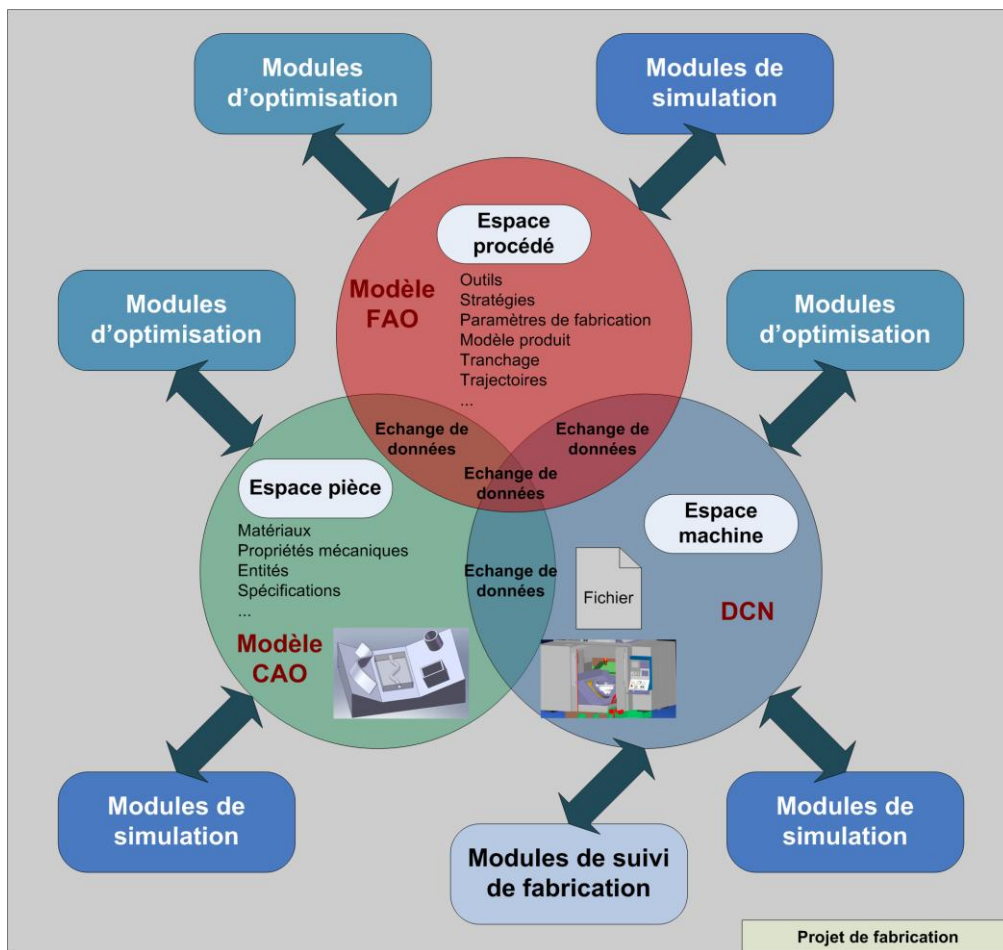 Modules
d'optimisation
Modules de
simulation
Espace
procédé
Modèle
FAO
Outils
Stratégies
Paramètres de fabrication
Modèle produit
Tranchage
Trajectoires
...
Modules
d'optimisation
Modules
d'optimisation
Echange de
données
Echange de
données
Echange de
données
Espace pièce
Matériaux
Propriétés mécaniques
Entités
Spécifications
...
Modèle
CAO
Echange de
données
Espace
machine
Fichier
DCN
Modules de
simulation
Modules de suivi
de fabrication
Modules de
simulation
Projet de fabrication